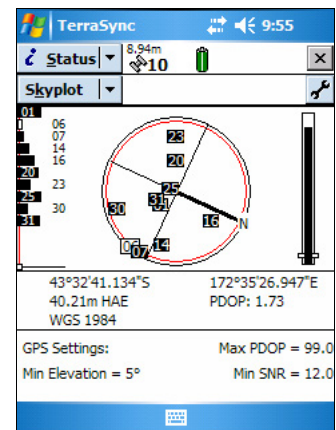 TerraSync 9:55
Status 8.94m 10
Skyplot
01
06
07
14
16
20
23
25
30
31
23
20
25
31
30
16
N
07 14
43°32'41.134"S 172°35'26.947"E
40.21m HAE PDOP: 1.73
WGS 1984
GPS Settings: Max PDOP = 99.0
Min Elevation = 5° Min SNR = 12.0